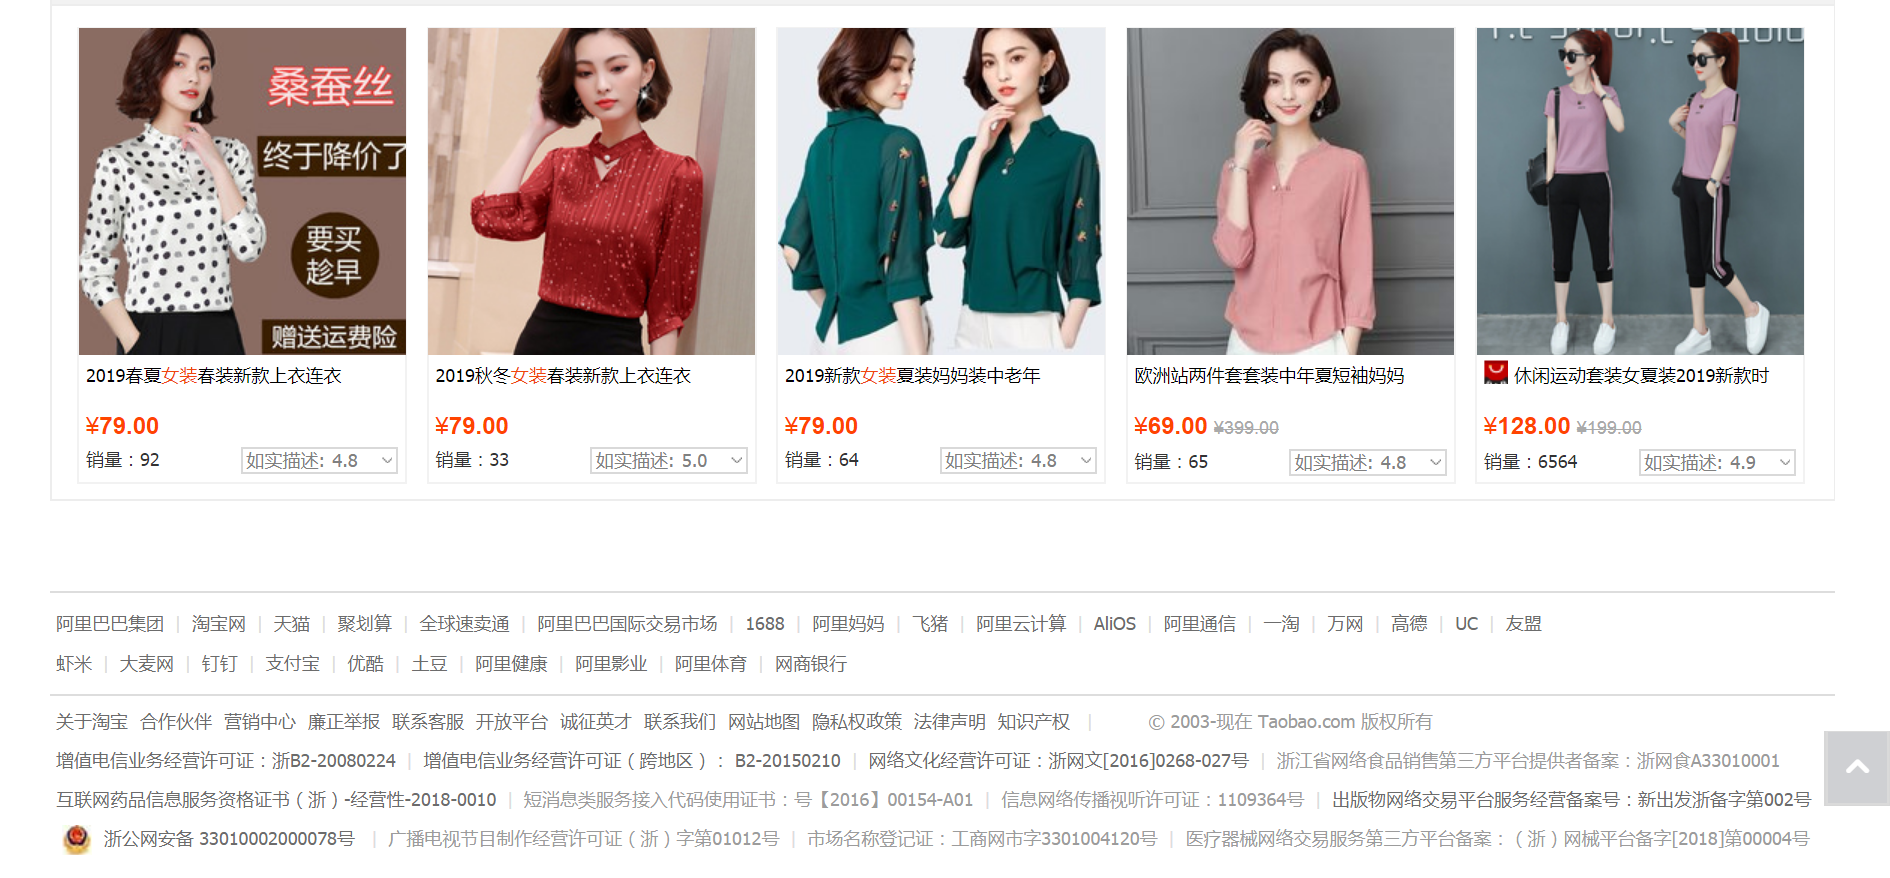 桑蚕丝
终于降价了
要买
趁早
赠送运费险
2019春夏女装春装新款上衣连衣
¥79.00
销量：92 如实描述: 4.8
2019秋冬女装春装新款上衣连衣
¥79.00
销量：33 如实描述: 5.0
2019新款女装夏装妈妈装中老年
¥79.00
销量：64 如实描述: 4.8
欧洲站两件套套装中年夏短袖妈妈
¥69.00 ¥399.00
销量：65 如实描述: 4.8
休闲运动套装女夏装2019新款时
¥128.00 ¥199.00
销量：6564 如实描述: 4.9
阿里巴巴集团 | 淘宝网 | 天猫 | 聚划算 | 全球速卖通 | 阿里巴巴国际交易市场 | 1688 | 阿里妈妈 | 飞猪 | 阿里云计算 | AliOS | 阿里通信 | 一淘 | 万网 | 高德 | UC | 友盟
虾米 | 大麦网 | 钉钉 | 支付宝 | 优酷 | 土豆 | 阿里健康 | 阿里影业 | 阿里体育 | 网商银行
关于淘宝 合作伙伴 营销中心 廉正举报 联系客服 开放平台 诚征英才 联系我们 网站地图 隐私权政策 法律声明 知识产权 | © 2003-现在 Taobao.com 版权所有
增值电信业务经营许可证：浙B2-20080224 | 增值电信业务经营许可证（跨地区）： B2-20150210 | 网络文化经营许可证：浙网文[2016]0268-027号 | 浙江省网络食品销售第三方平台提供者备案：浙网食A33010001
互联网药品信息服务资格证书（浙）-经营性-2018-0010 | 短消息类服务接入代码使用证书：号【2016】00154-A01 | 信息网络传播视听许可证：1109364号 | 出版物网络交易平台服务经营备案号：新出发浙备字第002号
浙公网安备 33010002000078号 | 广播电视节目制作经营许可证（浙）字第01012号 | 市场名称登记证：工商网市字3301004120号 | 医疗器械网络交易服务第三方平台备案：（浙）网械平台备字[2018]第00004号